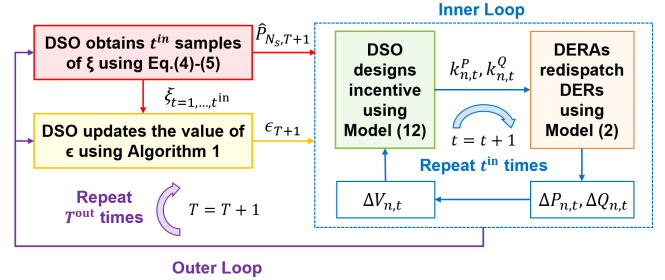 Inner Loop
DSO obtains t^{in} samples
of ξ using Eq.(4)-(5)
P̂_{N_s,T+1}
ξ_{t=1,...,t^{in}}
DSO updates the value of
ϵ using Algorithm 1
ϵ_{T+1}
DSO
designs
incentive
using
Model (12)
k^P_{n,t}, k^Q_{n,t}
t = t + 1
DERAs
redispatch
DERs
using
Model (2)
Repeat t^{in} times
ΔV_{n,t}
ΔP_{n,t}, ΔQ_{n,t}
Repeat
T^{out}
times
T = T + 1
Outer Loop